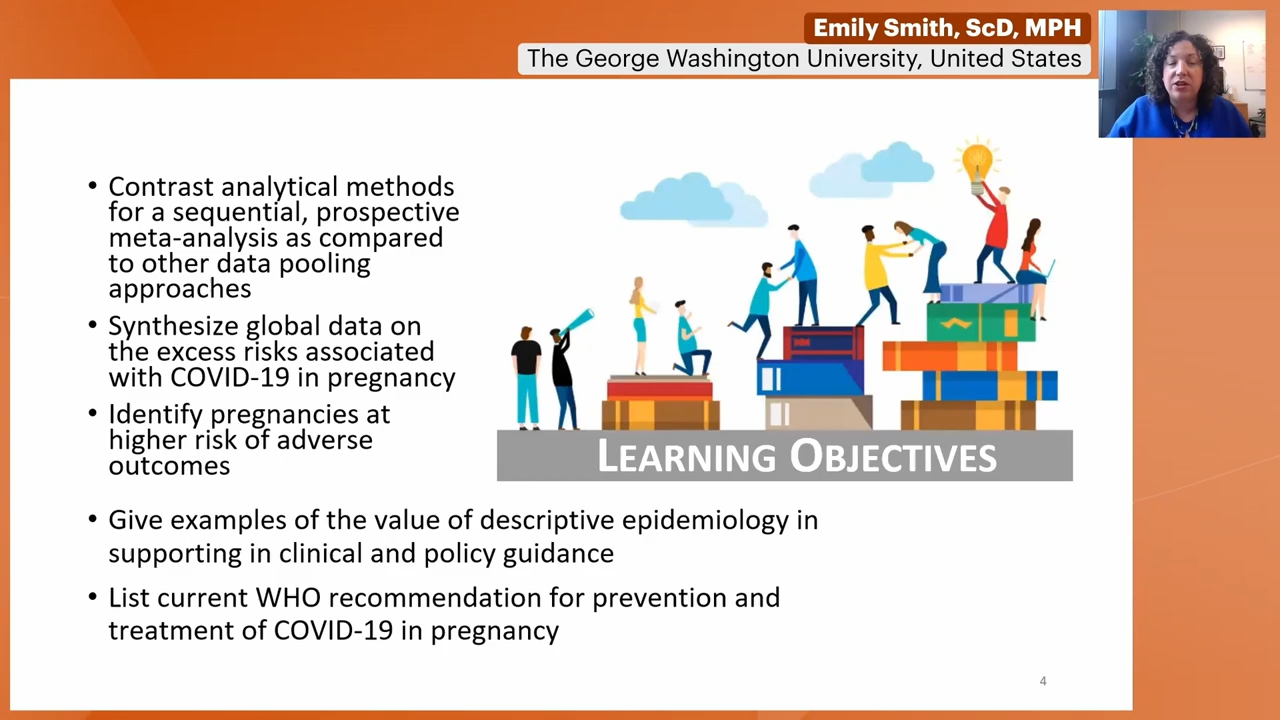 Emily Smith, ScD, MPH
The George Washington University, United States
• Contrast analytical methods
for a sequential, prospective
meta-analysis as compared
to other data pooling
approaches
• Synthesize global data on
the excess risks associated
with COVID-19 in pregnancy
• Identify pregnancies at
higher risk of adverse
outcomes
LEARNING OBJECTIVES
• Give examples of the value of descriptive epidemiology in
supporting in clinical and policy guidance
• List current WHO recommendation for prevention and
treatment of COVID-19 in pregnancy
4